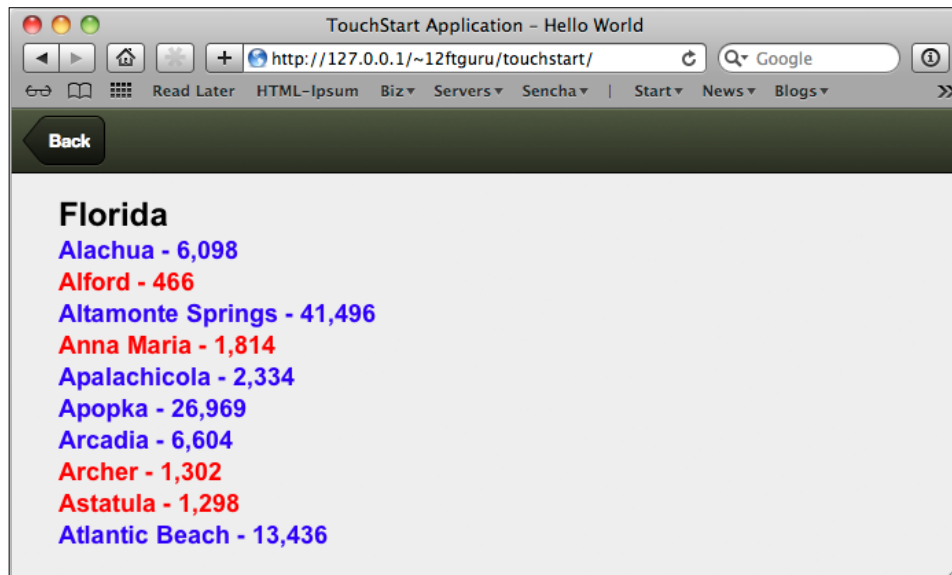 TouchStart Application – Hello World
http://127.0.0.1/~12ftguru/touchstart/ Google
Read Later HTML-Ipsum Biz▾ Servers▾ Sencha▾ | Start▾ News▾ Blogs▾ »
Back
Florida
Alachua - 6,098
Alford - 466
Altamonte Springs - 41,496
Anna Maria - 1,814
Apalachicola - 2,334
Apopka - 26,969
Arcadia - 6,604
Archer - 1,302
Astatula - 1,298
Atlantic Beach - 13,436